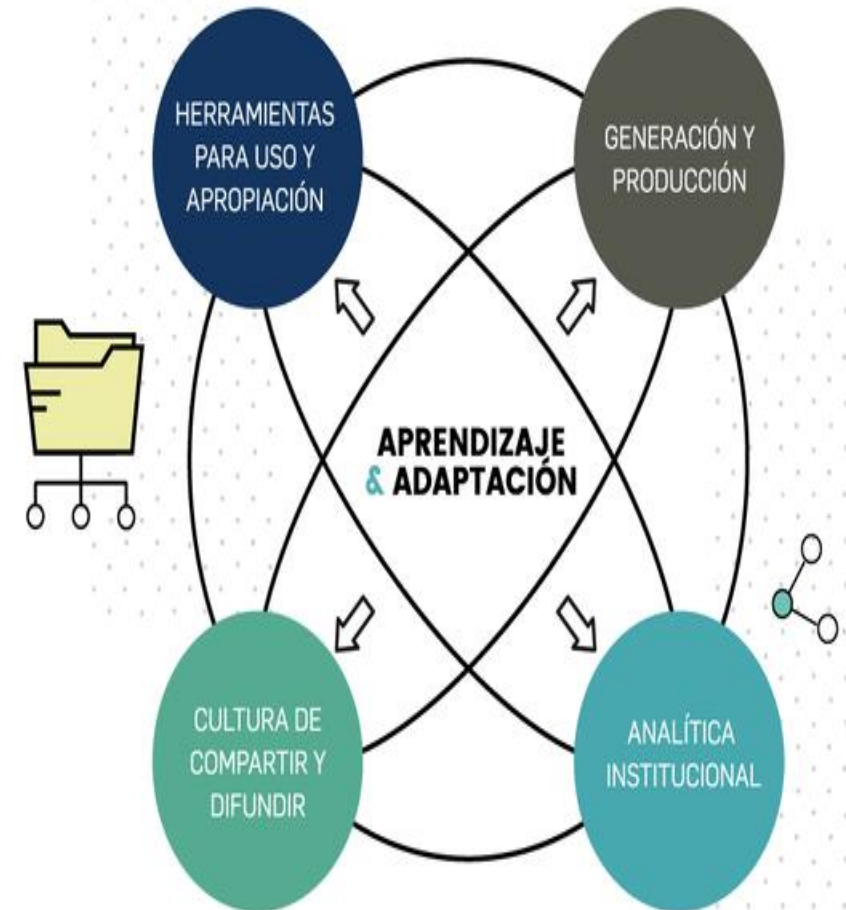 HERRAMIENTAS
PARA USO Y
APROPIACIÓN
GENERACIÓN Y
PRODUCCIÓN
APRENDIZAJE
& ADAPTACIÓN
CULTURA DE
COMPARTIR Y
DIFUNDIR
ANALÍTICA
INSTITUCIONAL